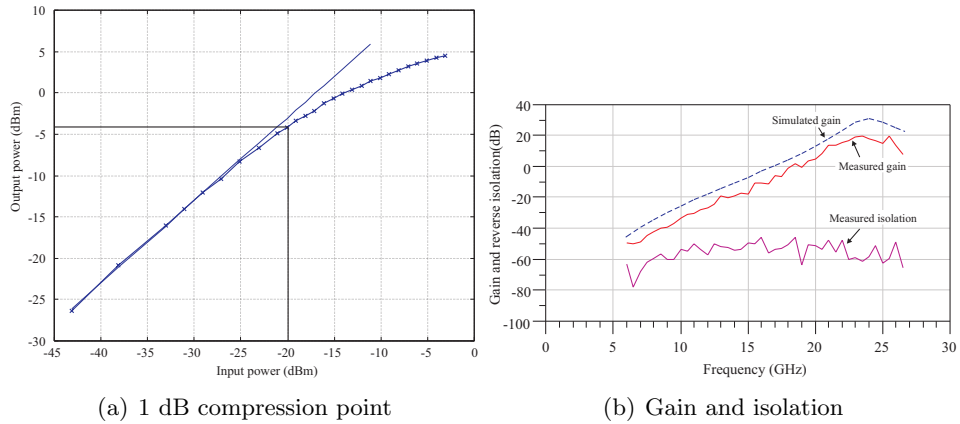 10
5
0
-5
-10
-15
-20
-25
-30
Output power (dBm)
-45 -40 -35 -30 -25 -20 -15 -10 -5 0
Input power (dBm)
(a) 1 dB compression point
40
20
0
-20
-40
-60
-80
-100
Gain and reverse isolation(dB)
Simulated gain
Measured gain
Measured isolation
0 5 10 15 20 25 30
Frequency (GHz)
(b) Gain and isolation